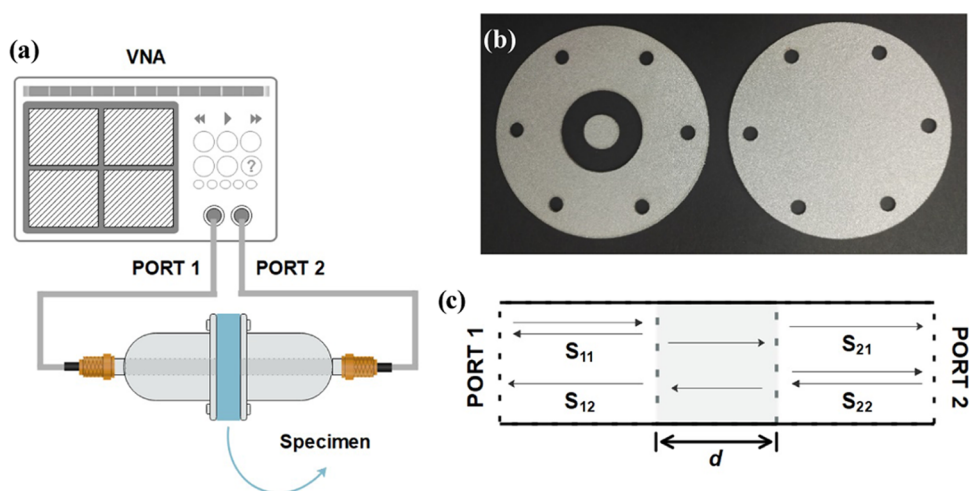 (a)
VNA
?
PORT 1
PORT 2
Specimen
(b)
(c)
PORT 1
S11
S12
S21
S22
PORT 2
d